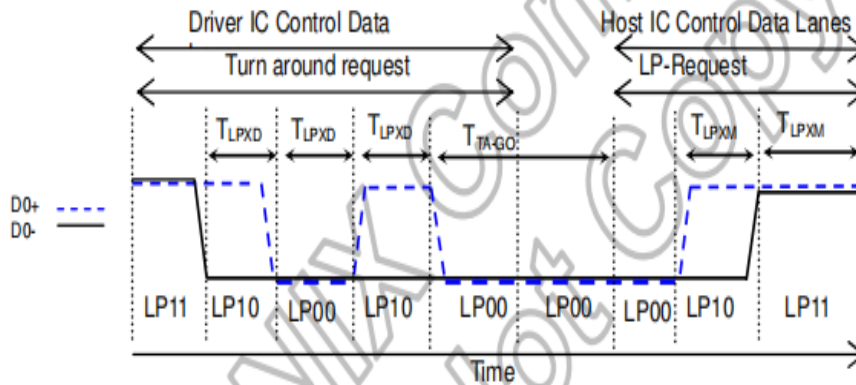 Driver IC Control Data Host IC Control Data Lanes
Turn around request LP-Request
TLPXD TLPXD TLPXD TTA-GO TLPXM TLPXM
D0+
D0-
LP11 LP10 LP00 LP10 LP00 LP00 LP00 LP10 LP11
Time